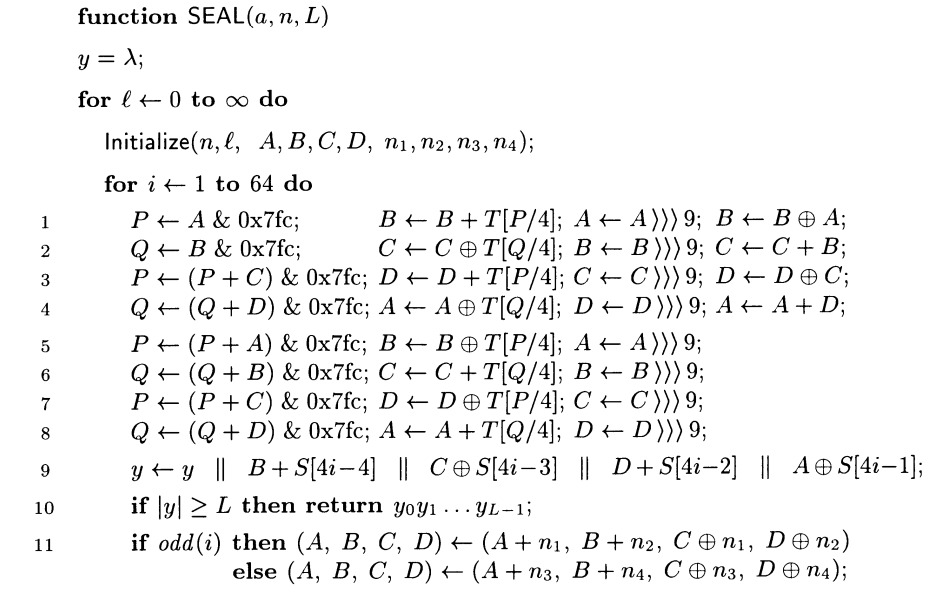 function SEAL(a, n, L)
y = λ;
for ℓ ← 0 to ∞ do
Initialize(n, ℓ, A, B, C, D, n₁, n₂, n₃, n₄);
for i ← 1 to 64 do
1 P ← A & 0x7fc; B ← B + T[P/4]; A ← A ⟩⟩⟩ 9; B ← B ⊕ A;
2 Q ← B & 0x7fc; C ← C ⊕ T[Q/4]; B ← B ⟩⟩⟩ 9; C ← C + B;
3 P ← (P + C) & 0x7fc; D ← D + T[P/4]; C ← C ⟩⟩⟩ 9; D ← D ⊕ C;
4 Q ← (Q + D) & 0x7fc; A ← A ⊕ T[Q/4]; D ← D ⟩⟩⟩ 9; A ← A + D;
5 P ← (P + A) & 0x7fc; B ← B ⊕ T[P/4]; A ← A ⟩⟩⟩ 9;
6 Q ← (Q + B) & 0x7fc; C ← C + T[Q/4]; B ← B ⟩⟩⟩ 9;
7 P ← (P + C) & 0x7fc; D ← D ⊕ T[P/4]; C ← C ⟩⟩⟩ 9;
8 Q ← (Q + D) & 0x7fc; A ← A + T[Q/4]; D ← D ⟩⟩⟩ 9;
9 y ← y ∥ B + S[4i−4] ∥ C ⊕ S[4i−3] ∥ D + S[4i−2] ∥ A ⊕ S[4i−1];
10 if |y| ≥ L then return y₀y₁ … y_{L−1};
11 if odd(i) then (A, B, C, D) ← (A + n₁, B + n₂, C ⊕ n₁, D ⊕ n₂)
else (A, B, C, D) ← (A + n₃, B + n₄, C ⊕ n₃, D ⊕ n₄);